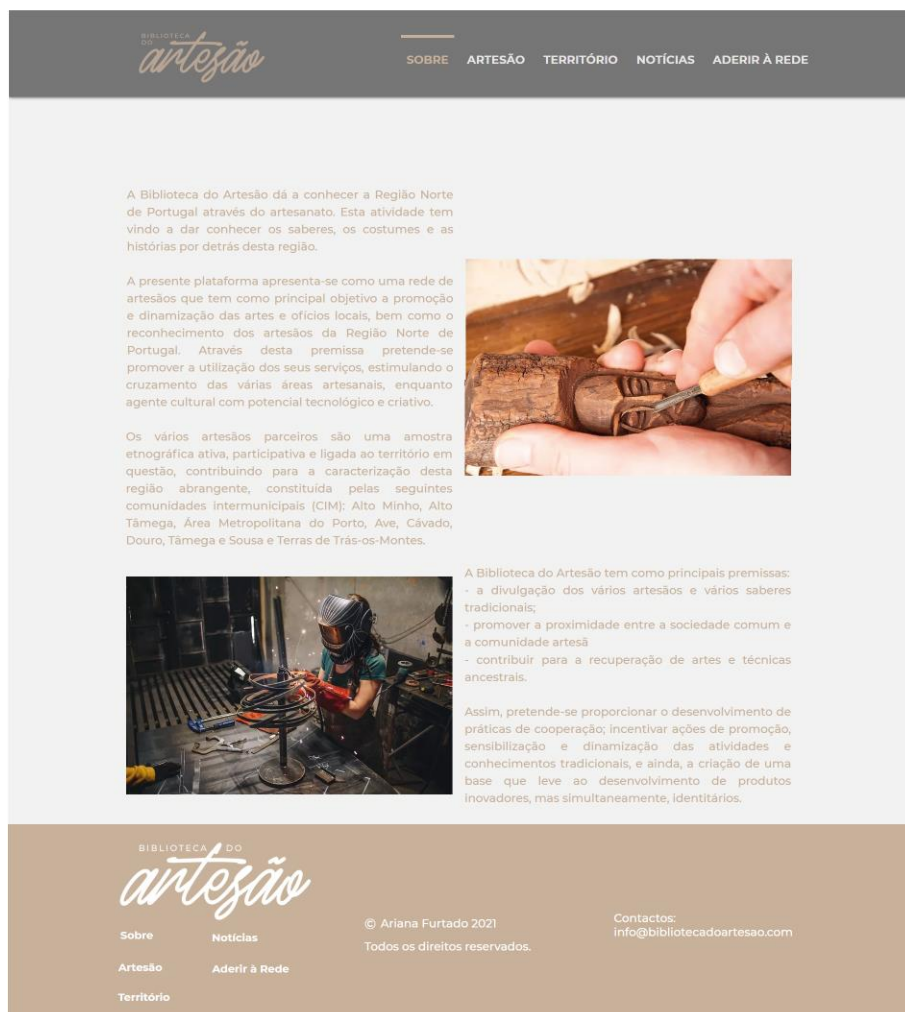 BIBLIOTECA
DO
artesão
SOBRE ARTESÃO TERRITÓRIO NOTÍCIAS ADERIR À REDE
A Biblioteca do Artesão dá a conhecer a Região Norte
de Portugal através do artesanato. Esta atividade tem
vindo a dar conhecer os saberes, os costumes e as
histórias por detrás desta região.
A presente plataforma apresenta-se como uma rede de
artesãos que tem como principal objetivo a promoção
e dinamização das artes e ofícios locais, bem como o
reconhecimento dos artesãos da Região Norte de
Portugal. Através desta premissa pretende-se
promover a utilização dos seus serviços, estimulando o
cruzamento das várias áreas artesanais, enquanto
agente cultural com potencial tecnológico e criativo.
Os vários artesãos parceiros são uma amostra
etnográfica ativa, participativa e ligada ao território em
questão, contribuindo para a caracterização desta
região abrangente, constituída pelas seguintes
comunidades intermunicipais (CIM): Alto Minho, Alto
Tâmega, Área Metropolitana do Porto, Ave, Cávado,
Douro, Tâmega e Sousa e Terras de Trás-os-Montes.
A Biblioteca do Artesão tem como principais premissas:
- a divulgação dos vários artesãos e vários saberes
tradicionais;
- promover a proximidade entre a sociedade comum e
a comunidade artesã
- contribuir para a recuperação de artes e técnicas
ancestrais.
Assim, pretende-se proporcionar o desenvolvimento de
práticas de cooperação; incentivar ações de promoção,
sensibilização e dinamização das atividades e
conhecimentos tradicionais, e ainda, a criação de uma
base que leve ao desenvolvimento de produtos
inovadores, mas simultaneamente, identitários.
BIBLIOTECA DO
artesão
Sobre
Artesão
Território
Notícias
Aderir à Rede
© Ariana Furtado 2021
Todos os direitos reservados.
Contactos:
info@bibliotecadoartesao.com